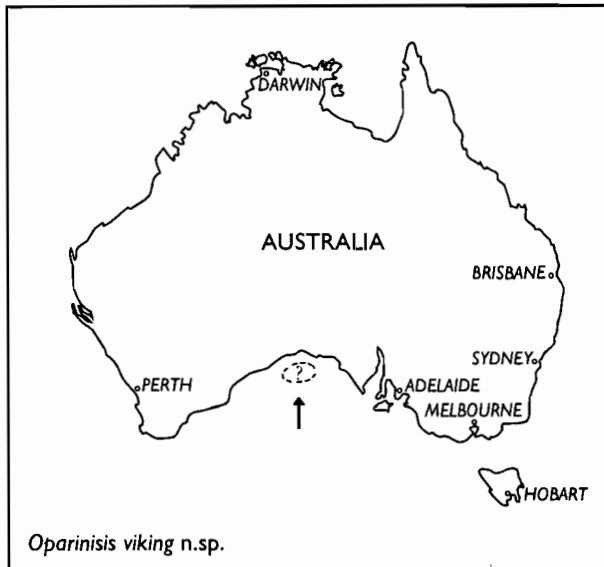 DARWIN
AUSTRALIA
BRISBANE
SYDNEY
?
PERTH
ADELAIDE
MELBOURNE
HOBART
Oparinisis viking n.sp.